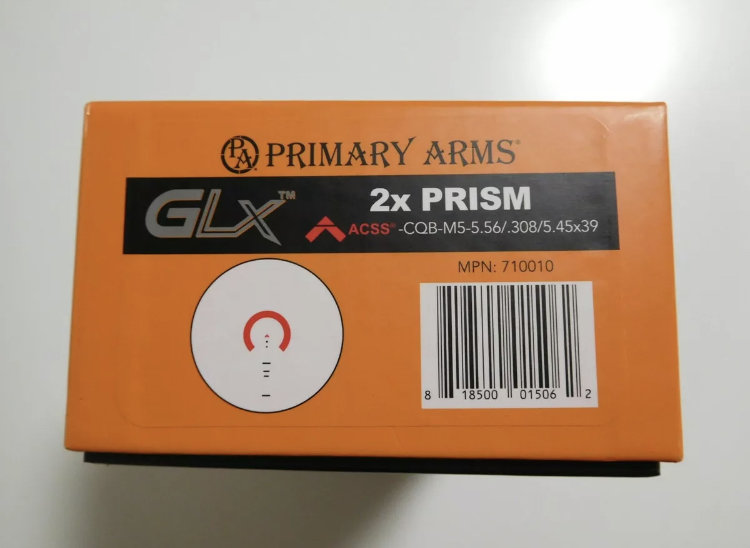 PA PRIMARY ARMS®
GLx™ 2x PRISM
ACSS®-CQB-M5-5.56/.308/5.45x39
MPN: 710010
8 18500 01506 2